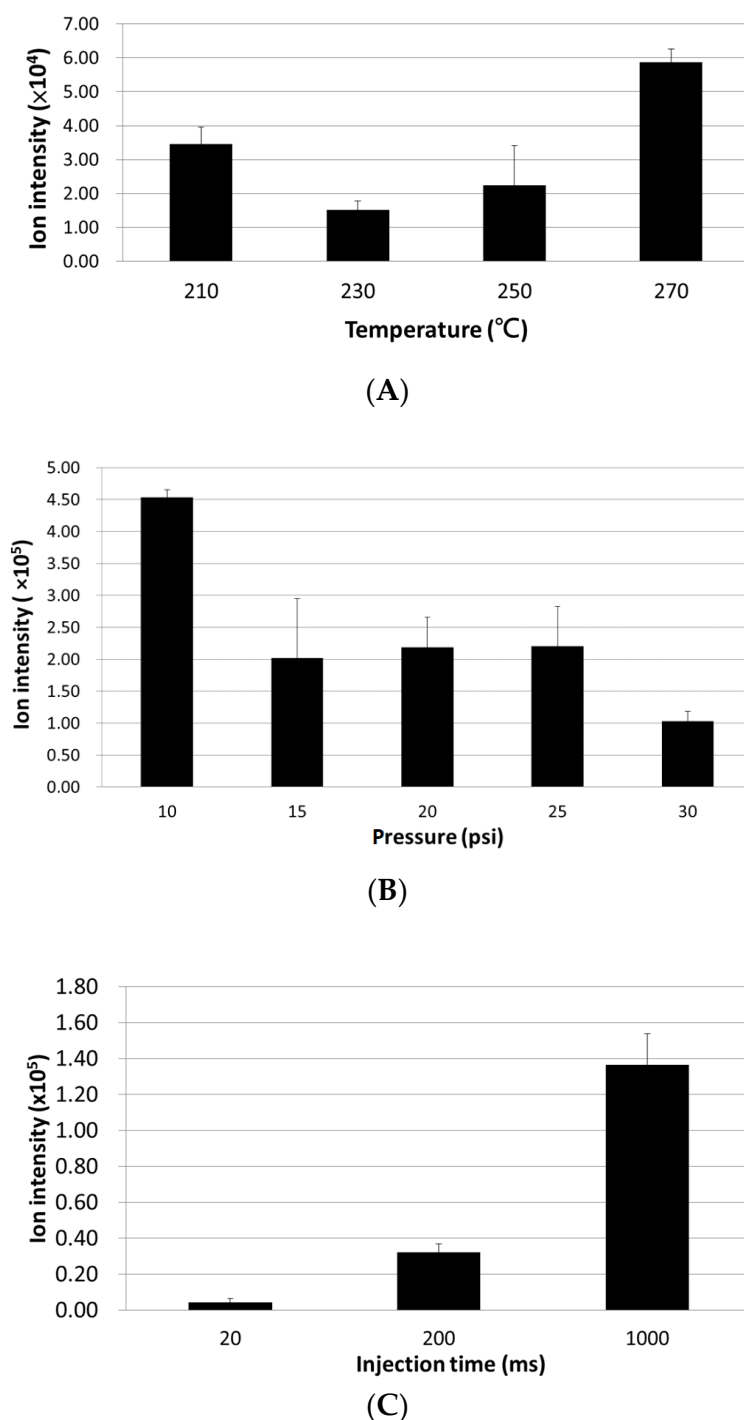 7.00
6.00
5.00
4.00
3.00
2.00
1.00
0.00
Ion intensity (×10⁴)
210 230 250 270
Temperature (℃)
(A)
5.00
4.50
4.00
3.50
3.00
2.50
2.00
1.50
1.00
0.50
0.00
Ion intensity ( ×10⁵)
10 15 20 25 30
Pressure (psi)
(B)
1.80
1.60
1.40
1.20
1.00
0.80
0.60
0.40
0.20
0.00
Ion intensity (x10⁵)
20 200 1000
Injection time (ms)
(C)